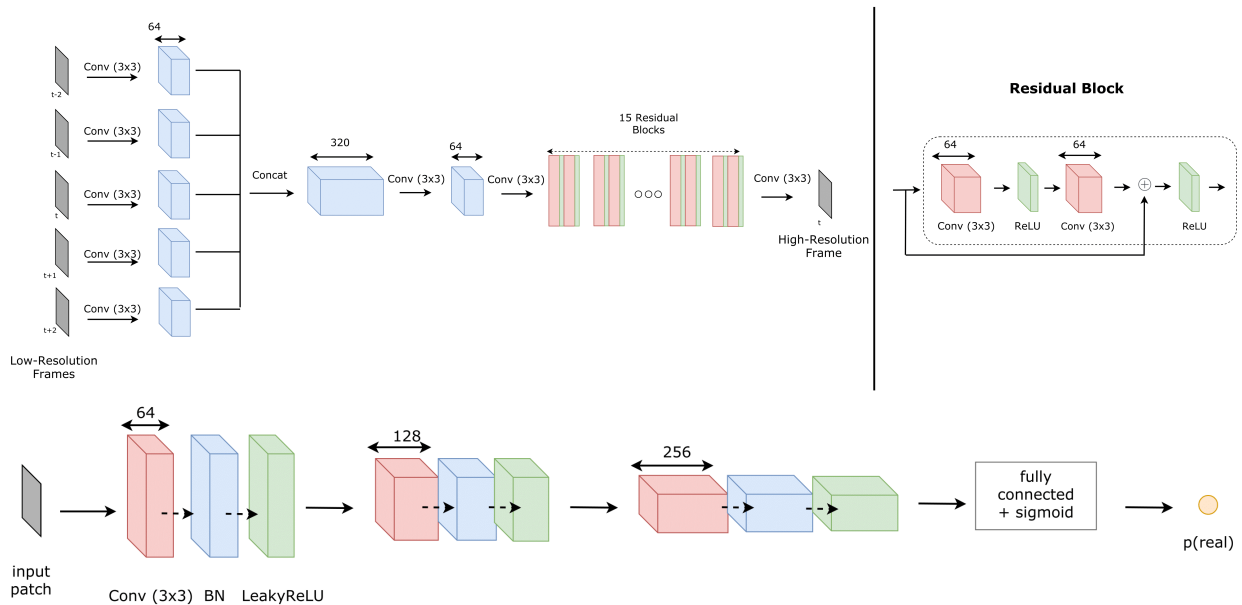 64
Conv (3x3)
t-2
Conv (3x3)
t-1
Conv (3x3)
t
Conv (3x3)
t+1
Conv (3x3)
t+2
Low-Resolution
Frames
Concat
320
Conv (3x3)
64
Conv (3x3)
15 Residual
Blocks
Conv (3x3)
t
High-Resolution
Frame
Residual Block
64
64
Conv (3x3)
ReLU
Conv (3x3)
ReLU
input
patch
64
Conv (3x3)
BN
LeakyReLU
128
256
fully
connected
+ sigmoid
p(real)